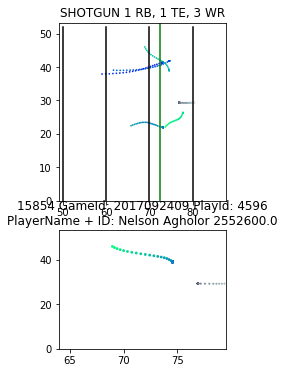 SHOTGUN 1 RB, 1 TE, 3 WR
50
40
30
20
10
0
50 60 70 80
15854 GameId: 2017092409 PlayId: 4596
PlayerName + ID: Nelson Agholor 2552600.0
40
20
0
65 70 75